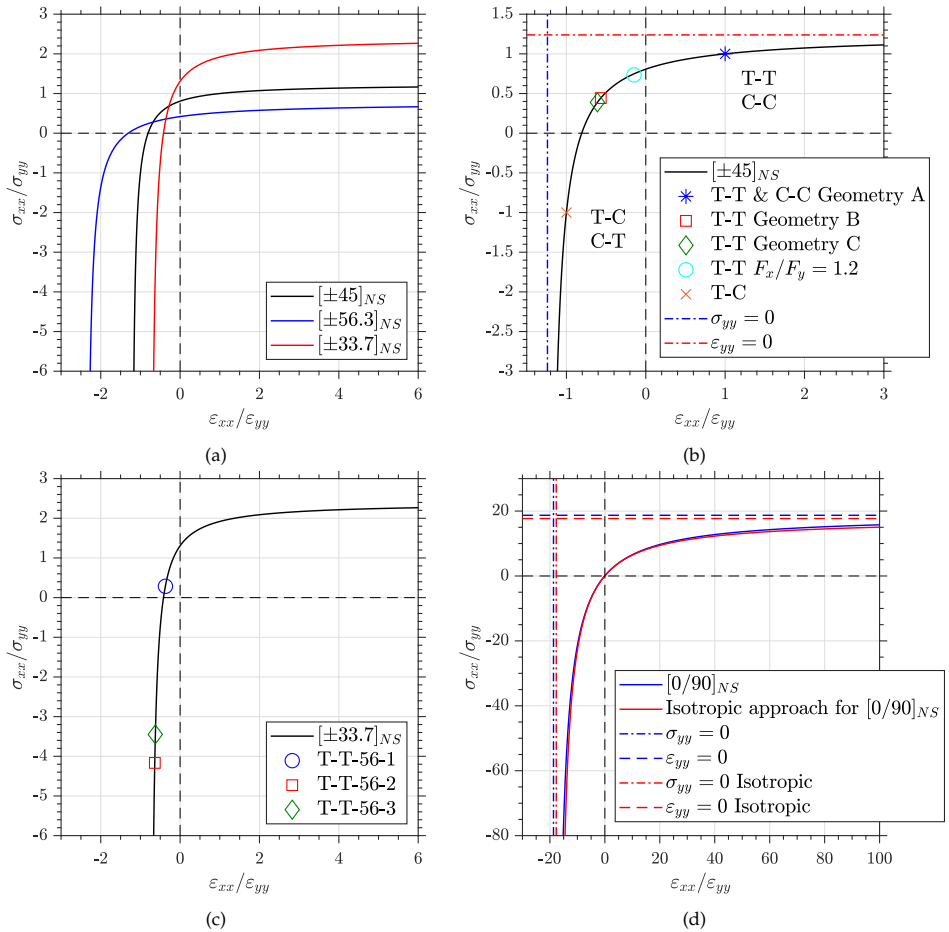 (a)
3
2
1
0
-1
-2
-3
-4
-5
-6
σxx/σyy
-2 0 2 4 6
εxx/εyy
[±45]NS
[±56.3]NS
[±33.7]NS
(a)
1.5
1
0.5
0
-0.5
-1
-1.5
-2
-2.5
-3
σxx/σyy
T-T
C-C
T-C
C-T
[±45]NS
T-T & C-C Geometry A
T-T Geometry B
T-T Geometry C
T-T Fx/Fy = 1.2
T-C
σyy = 0
εyy = 0
-1 0 1 2 3
εxx/εyy
(b)
3
2
1
0
-1
-2
-3
-4
-5
-6
σxx/σyy
[±33.7]NS
T-T-56-1
T-T-56-2
T-T-56-3
-2 0 2 4 6
εxx/εyy
(c)
20
0
-20
-40
-60
-80
σxx/σyy
[0/90]NS
Isotropic approach for [0/90]NS
σyy = 0
εyy = 0
σyy = 0 Isotropic
εyy = 0 Isotropic
-20 0 20 40 60 80 100
εxx/εyy
(d)